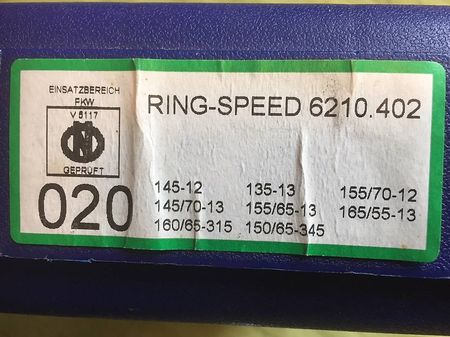 EINSATZBEREICH
PKW
V 5117
GEPRÜFT
020
RING-SPEED 6210.402
145-12 135-13 155/70-12
145/70-13 155/65-13 165/55-13
160/65-315 150/65-345